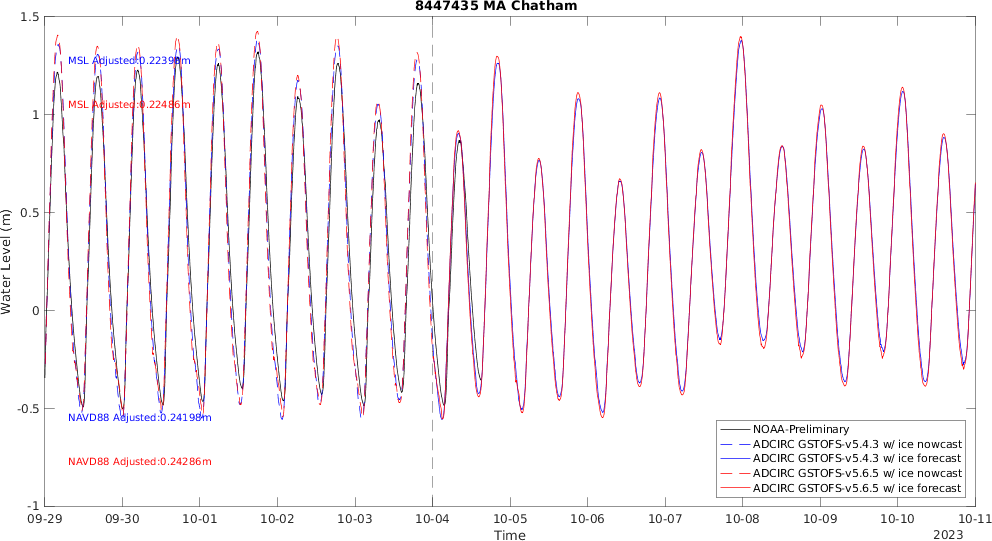 8447435 MA Chatham
Water Level (m)
1.5
1
0.5
0
-0.5
-1
MSL Adjusted:0.22398m
MSL Adjusted:0.22486m
NAVD88 Adjusted:0.24198m
NAVD88 Adjusted:0.24286m
NOAA-Preliminary
ADCIRC GSTOFS-v5.4.3 w/ ice nowcast
ADCIRC GSTOFS-v5.4.3 w/ ice forecast
ADCIRC GSTOFS-v5.6.5 w/ ice nowcast
ADCIRC GSTOFS-v5.6.5 w/ ice forecast
09-29 09-30 10-01 10-02 10-03 10-04 10-05 10-06 10-07 10-08 10-09 10-10 10-11
Time
2023